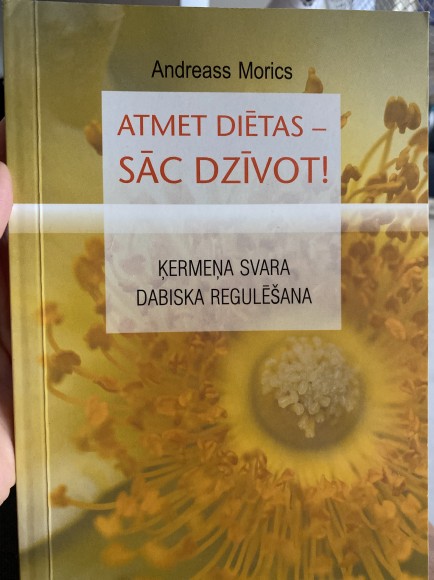 Andreass Morics
ATMET DIĒTAS –
SĀC DZĪVOT!
ĶERMEŅA SVARA
DABISKA REGULĒŠANA